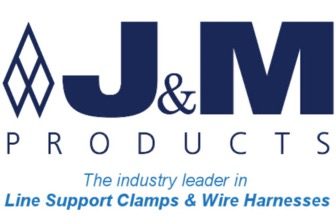 J&M
PRODUCTS
The industry leader in
Line Support Clamps & Wire Harnesses